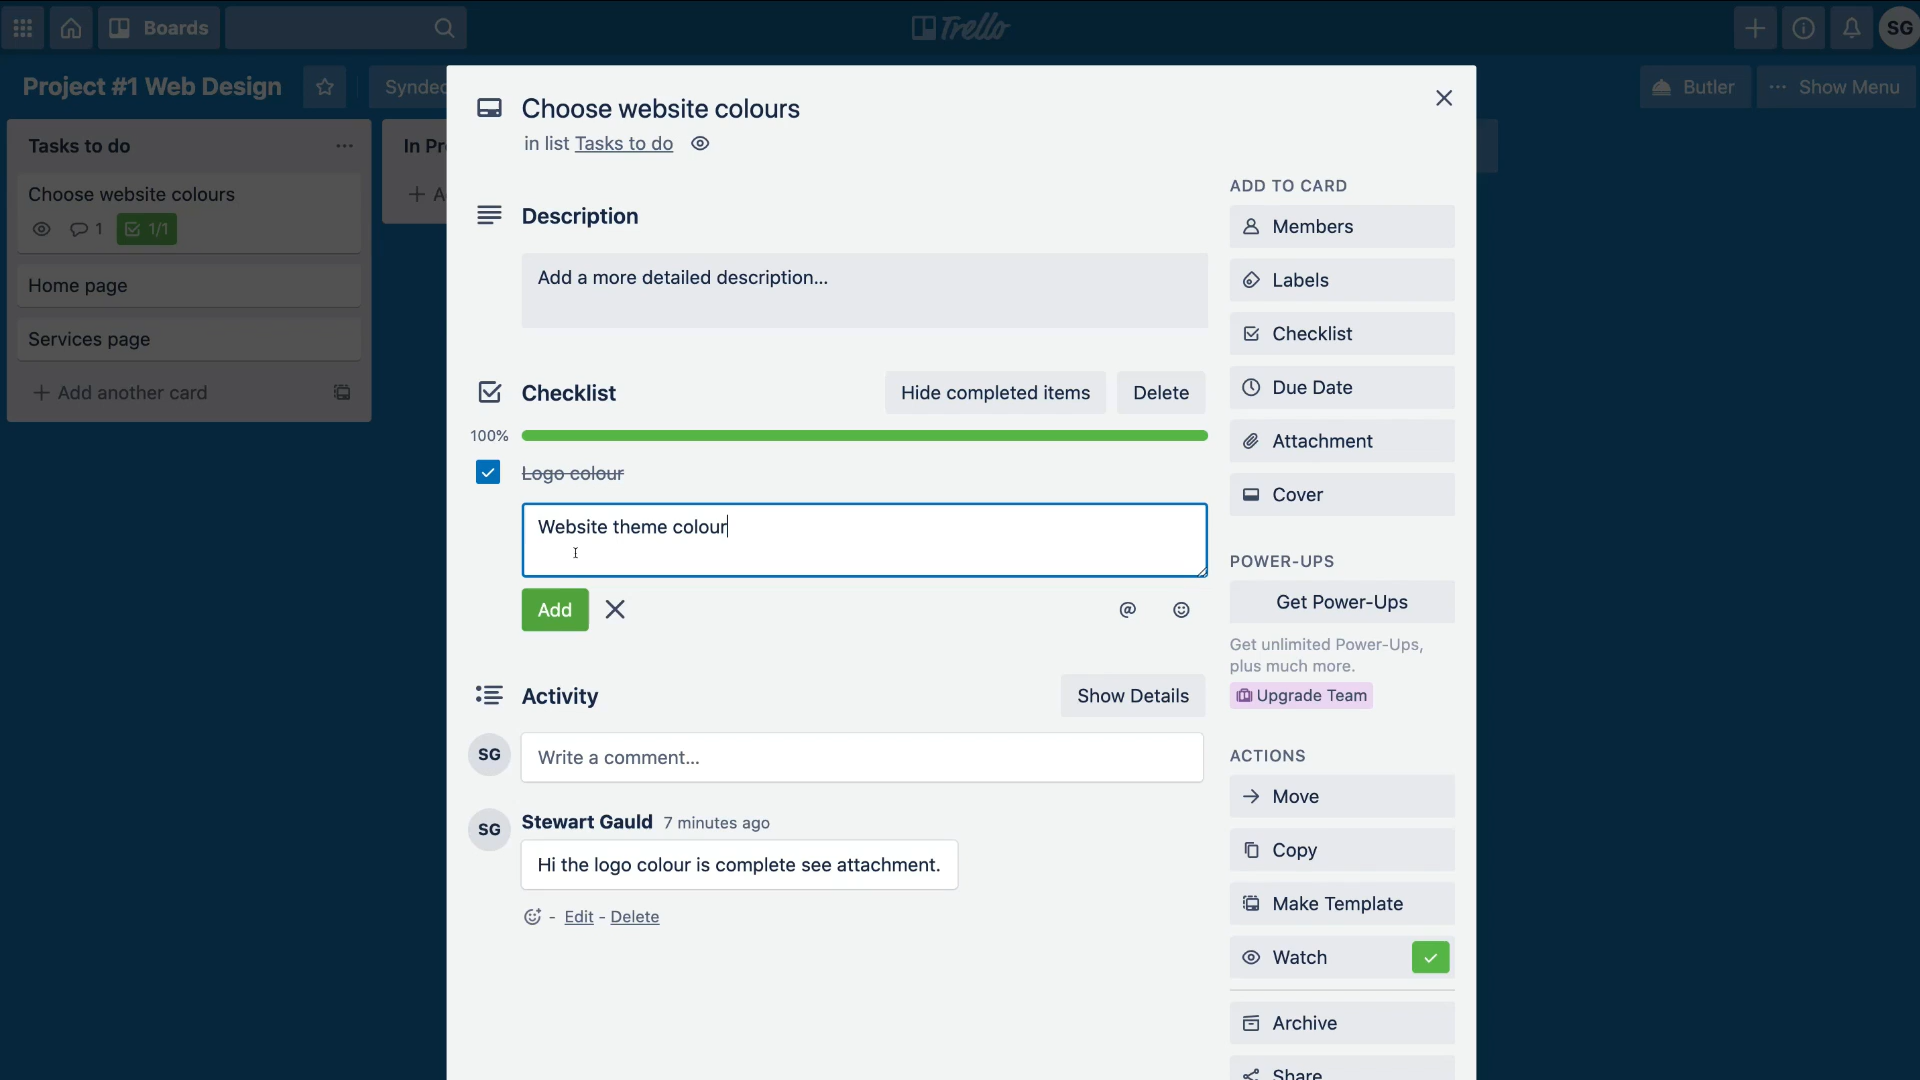 Boards
Trello
SG
Project #1 Web Design
Butler
Show Menu
Tasks to do
Choose website colours
1
1/1
Home page
Services page
+ Add another card
Choose website colours
in list Tasks to do
Description
Add a more detailed description...
Checklist
Hide completed items
Delete
100%
Logo colour
Website theme colour
Add
@
Activity
Show Details
SG
Write a comment...
SG
Stewart Gauld 7 minutes ago
Hi the logo colour is complete see attachment.
- Edit - Delete
ADD TO CARD
Members
Labels
Checklist
Due Date
Attachment
Cover
POWER-UPS
Get Power-Ups
Get unlimited Power-Ups,
plus much more.
Upgrade Team
ACTIONS
Move
Copy
Make Template
Watch
Archive
Share